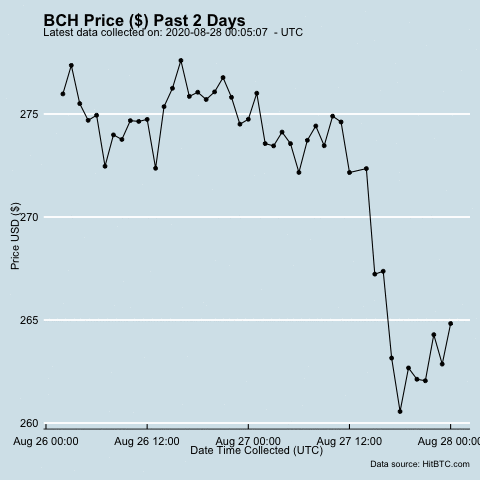 BCH Price ($) Past 2 Days
Latest data collected on: 2020-08-28 00:05:07 - UTC
275
270
265
260
Price USD ($)
Aug 26 00:00 Aug 26 12:00 Aug 27 00:00 Aug 27 12:00 Aug 28 00:00
Date Time Collected (UTC)
Data source: HitBTC.com